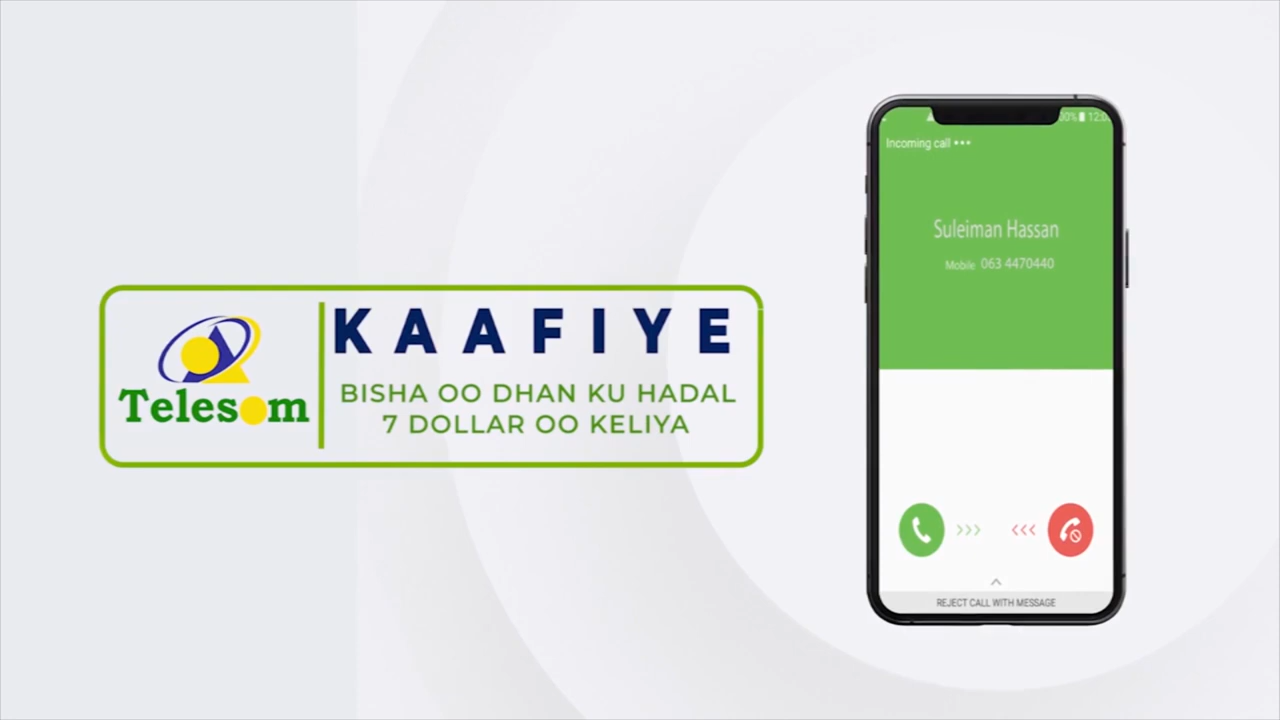 Telesom
KAAFIYE
BISHA OO DHAN KU HADAL
7 DOLLAR OO KELIYA
Incoming call •••
Suleiman Hassan
Mobile 063 4470440
REJECT CALL WITH MESSAGE